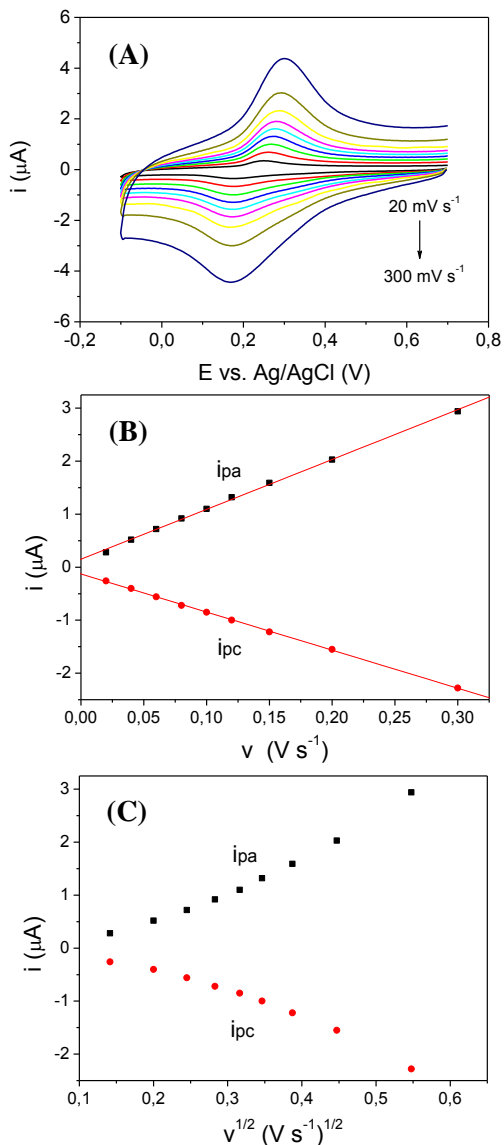 (A)
6
4
2
0
-2
-4
-6
i (µA)
20 mV s-1
300 mV s-1
-0,2 0,0 0,2 0,4 0,6 0,8
E vs. Ag/AgCl (V)
(B)
3
2
1
0
-1
-2
i (µA)
ipa
ipc
0,00 0,05 0,10 0,15 0,20 0,25 0,30
v (V s-1)
(C)
3
2
1
0
-1
-2
i (µA)
ipa
ipc
0,1 0,2 0,3 0,4 0,5 0,6
v1/2 (V s-1)1/2